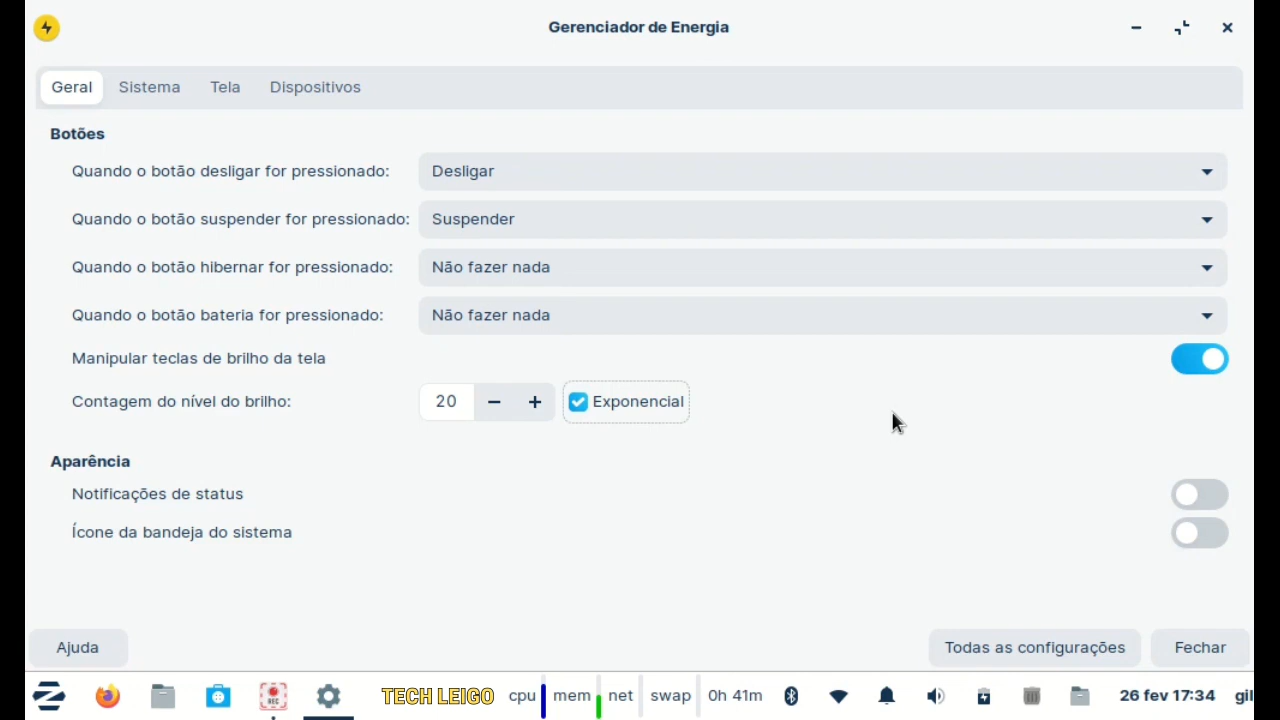 Gerenciador de Energia
Geral Sistema Tela Dispositivos
Botões
Quando o botão desligar for pressionado: Desligar
Quando o botão suspender for pressionado: Suspender
Quando o botão hibernar for pressionado: Não fazer nada
Quando o botão bateria for pressionado: Não fazer nada
Manipular teclas de brilho da tela
Contagem do nível do brilho: 20 − + Exponencial
Aparência
Notificações de status
Ícone da bandeja do sistema
Ajuda Todas as configurações Fechar
REC TECH LEIGO cpu mem net swap 0h 41m 26 fev 17:34 gil